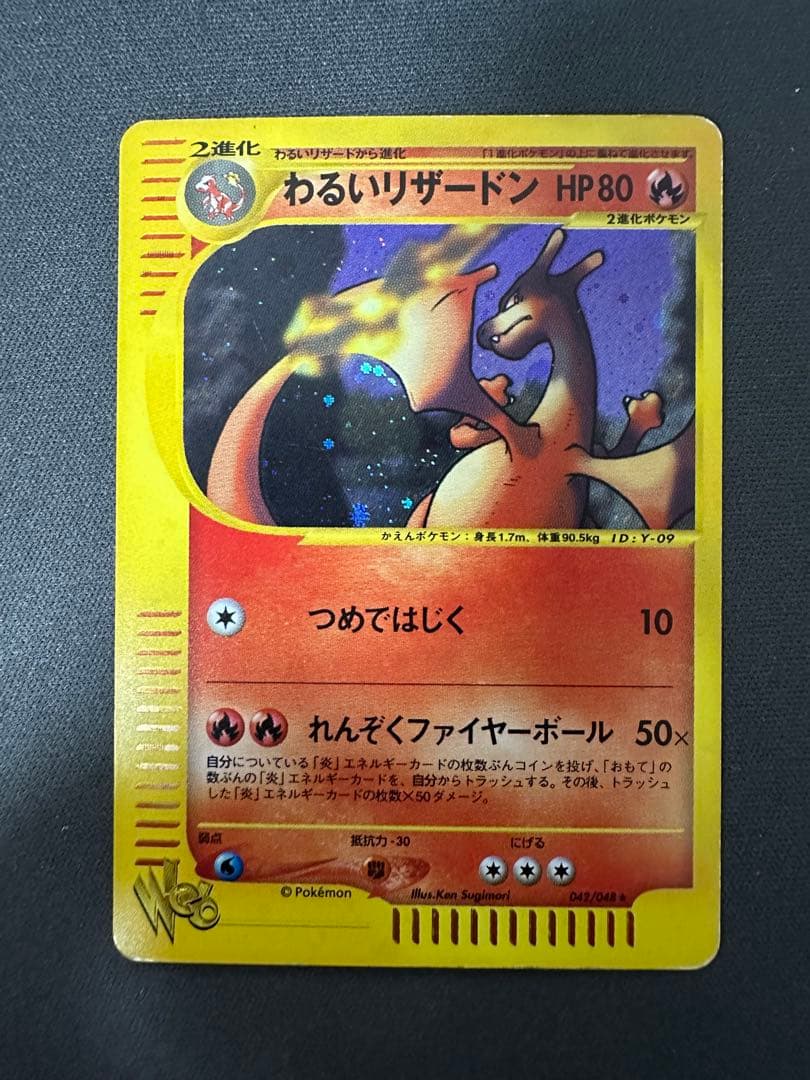 2進化 わるいリザードから進化 「1進化ポケモン」の上に重ねて進化させます。
わるいリザードン HP80
2進化ポケモン
かえんポケモン：身長1.7m、体重90.5kg ID:Y-09
つめではじく 10
れんぞくファイヤーボール 50×
自分についている「炎」エネルギーカードの枚数ぶんコインを投げ、「おもて」の
数ぶんの「炎」エネルギーカードを、自分からトラッシュする。その後、トラッシュ
した「炎」エネルギーカードの枚数×50ダメージ。
弱点 抵抗力-30 にげる
© Pokémon Illus.Ken Sugimori 042/048★
Web